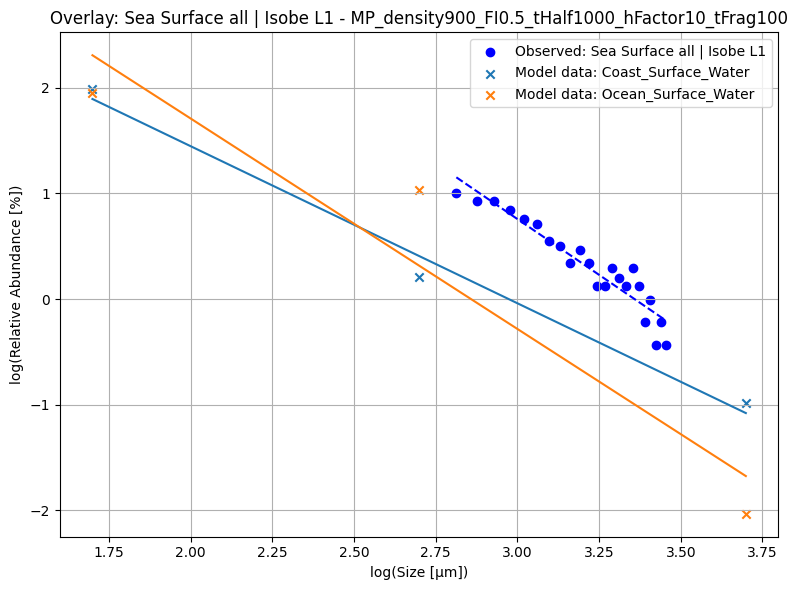 Overlay: Sea Surface all | Isobe L1 - MP_density900_FI0.5_tHalf1000_hFactor10_tFrag100
Observed: Sea Surface all | Isobe L1
Model data: Coast_Surface_Water
Model data: Ocean_Surface_Water
log(Relative Abundance [%])
2
1
0
−1
−2
1.75 2.00 2.25 2.50 2.75 3.00 3.25 3.50 3.75
log(Size [µm])